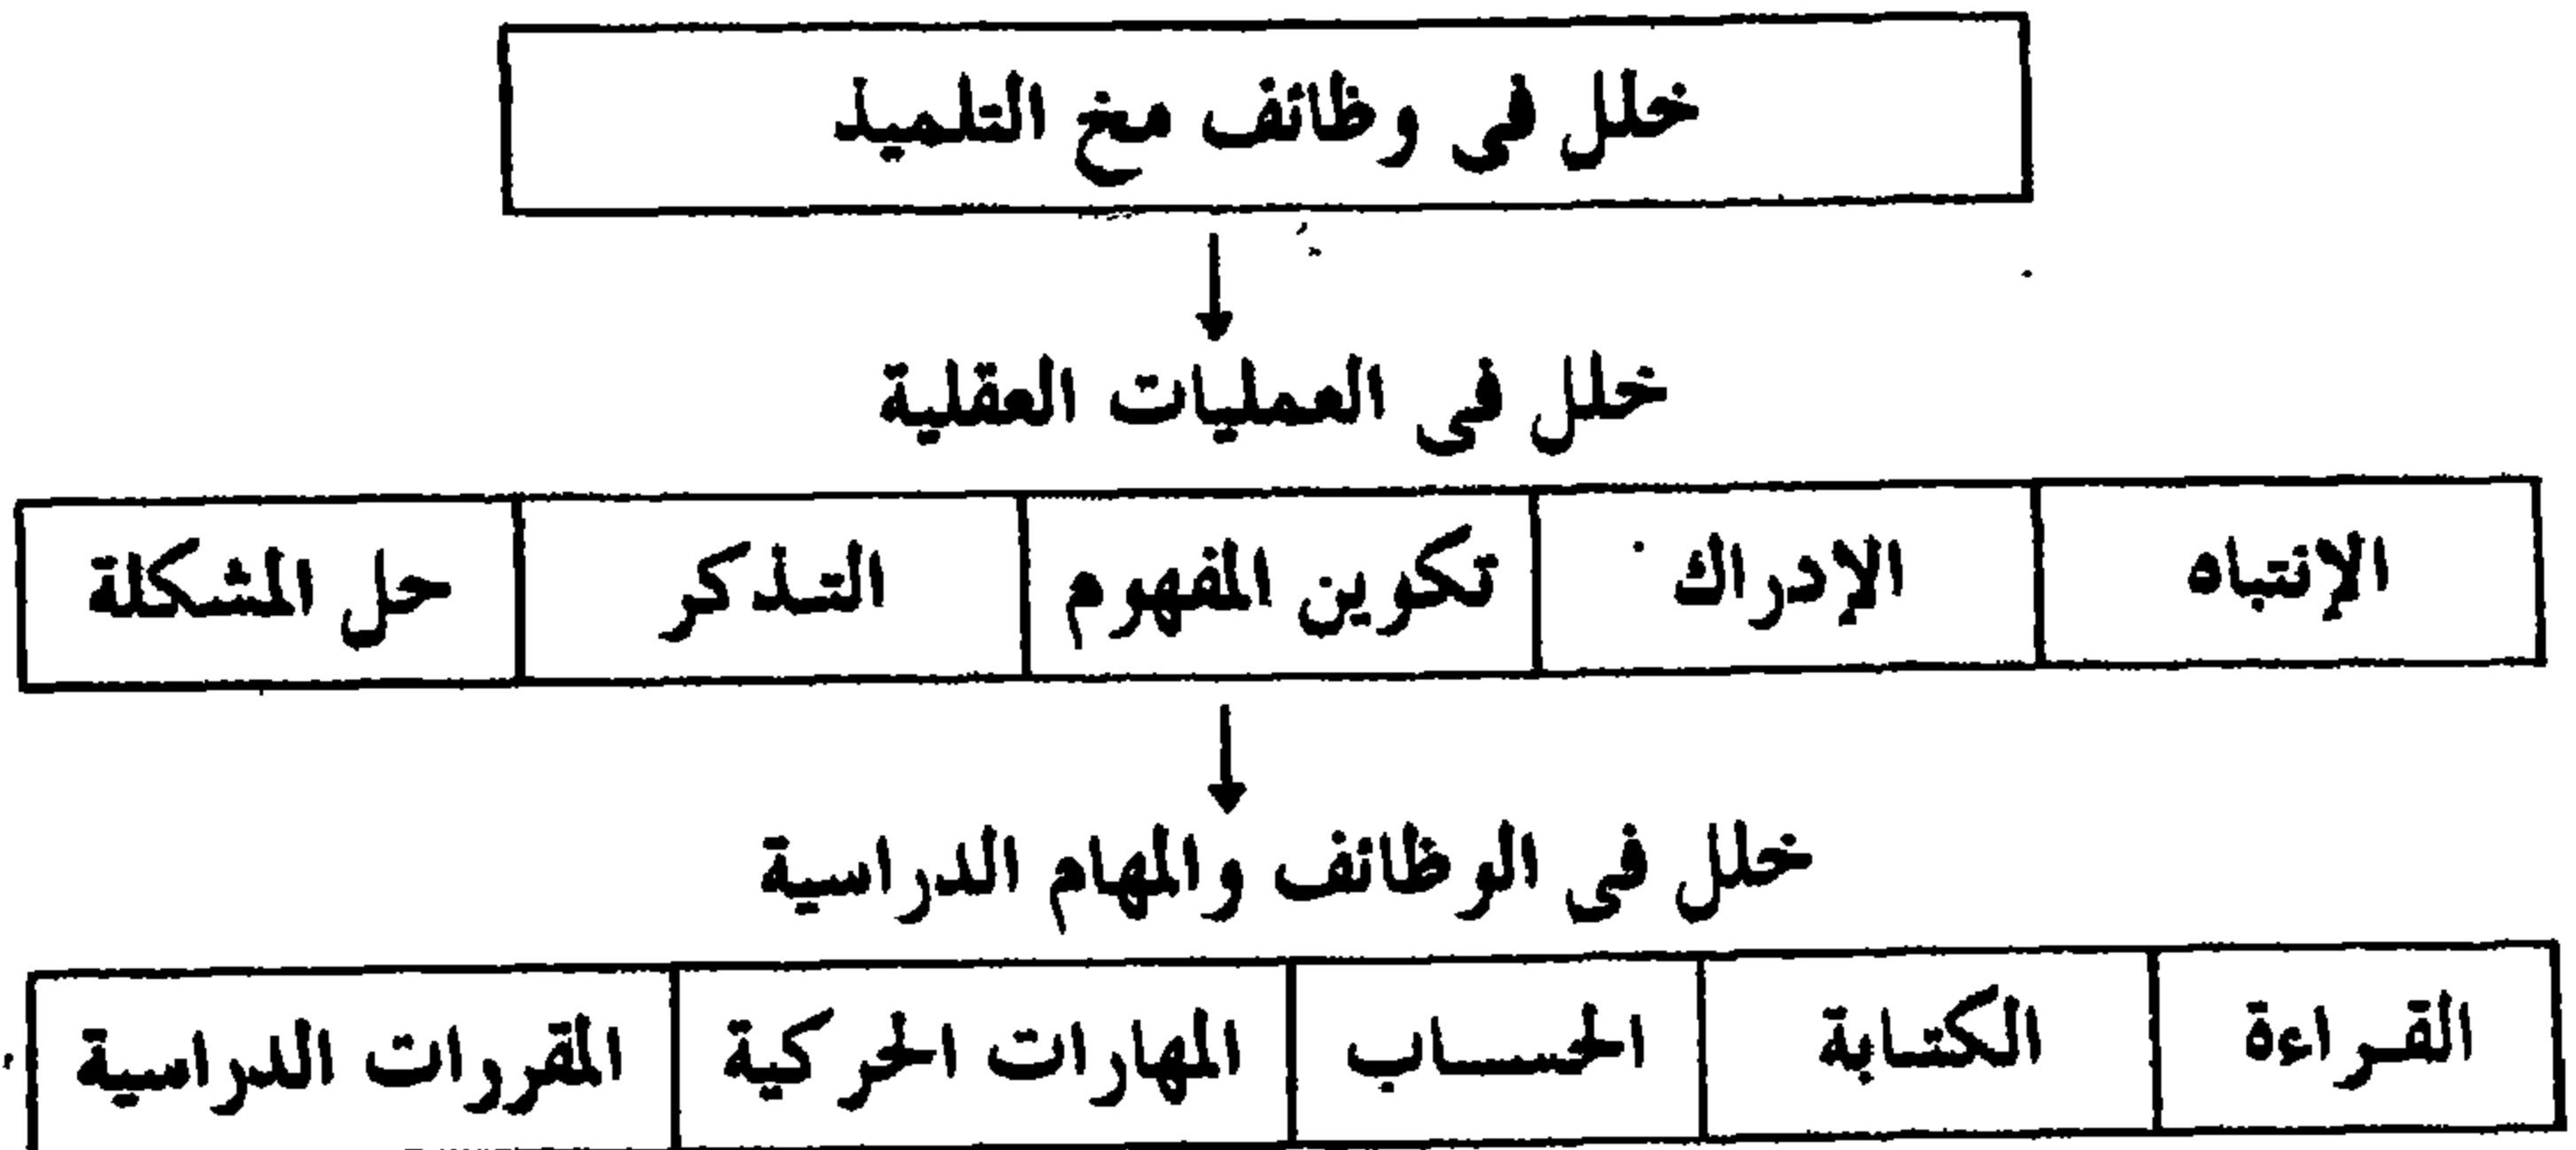 خلل فى وظائف مخ التلميذ
خلل فى العمليات العقلية
الإنتباه الإدراك تكوين المفهوم التذكر حل المشكلة
خلل فى الوظائف والمهام الدراسية
القراءة الكتابة الحساب المهارات الحركية المقررات الدراسية